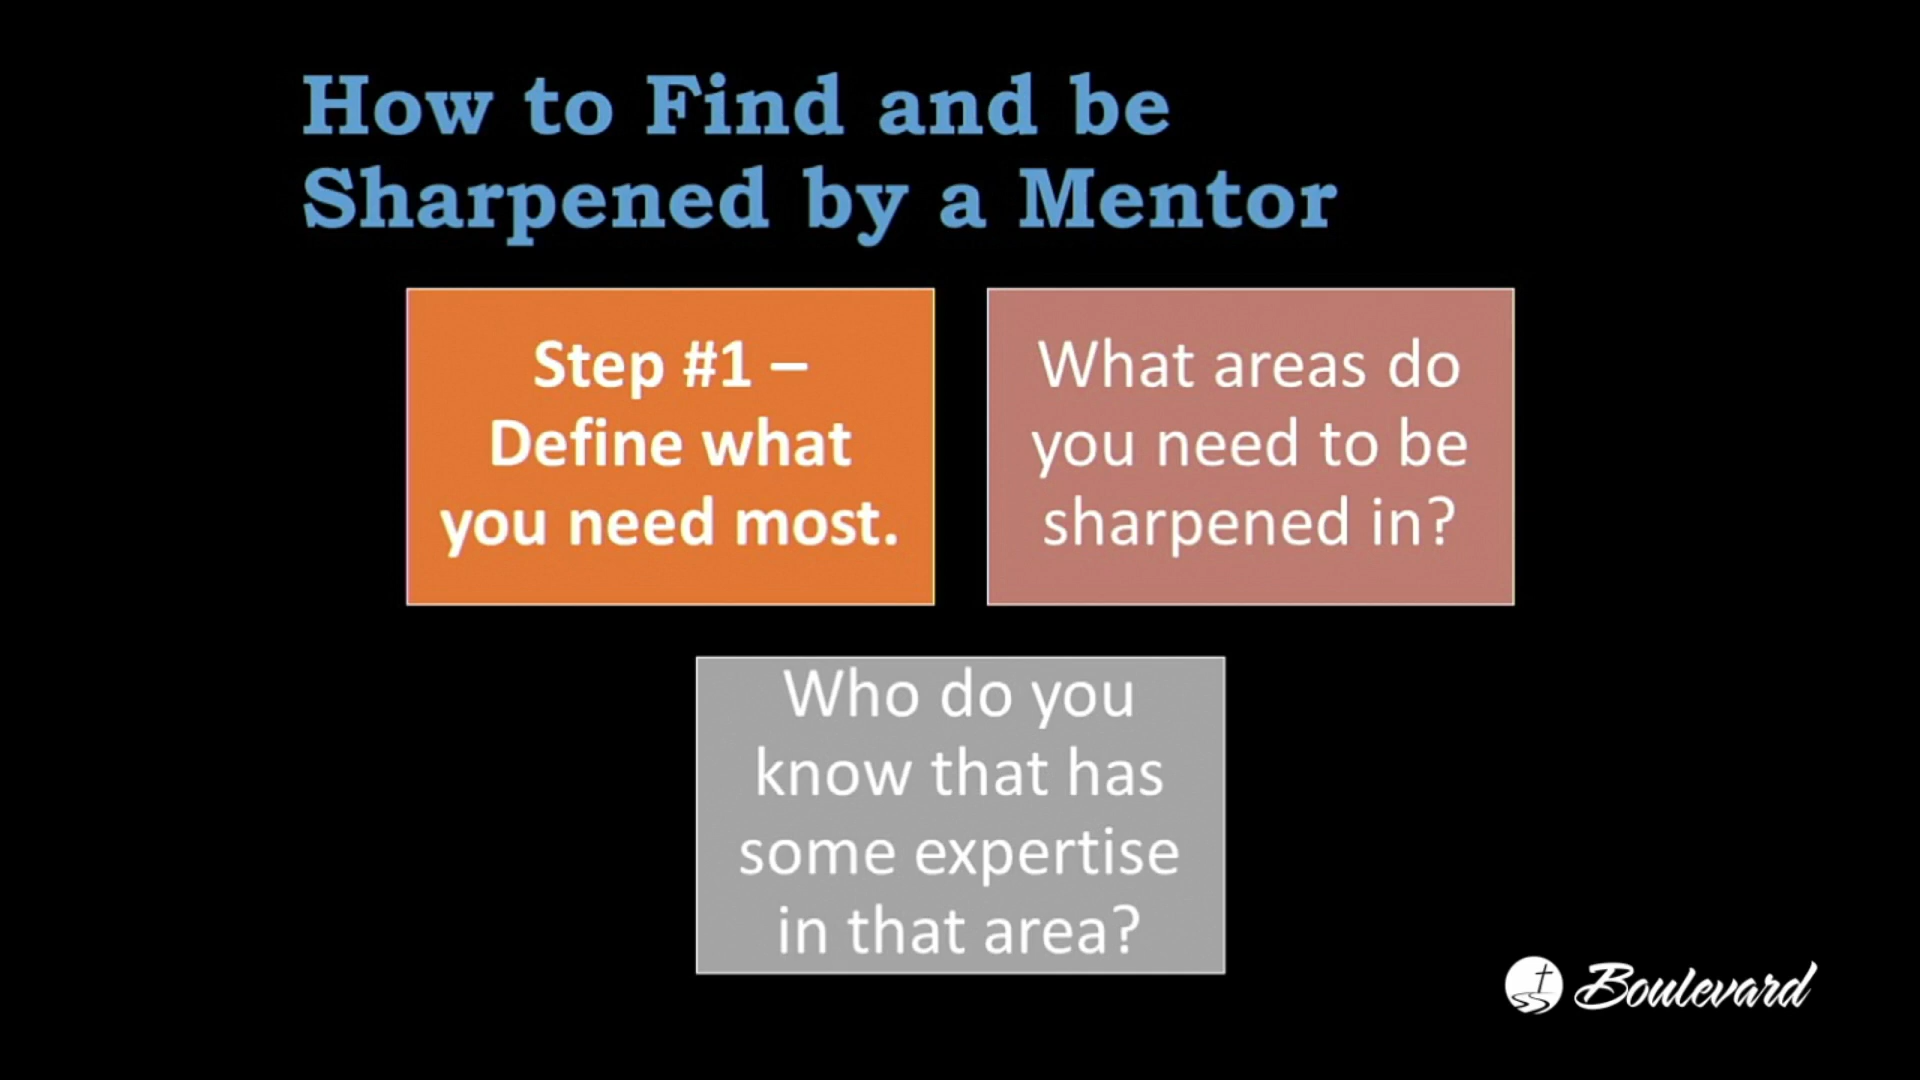 How to Find and be
Sharpened by a Mentor
Step #1 –
Define what
you need most.
What areas do
you need to be
sharpened in?
Who do you
know that has
some expertise
in that area?
Boulevard